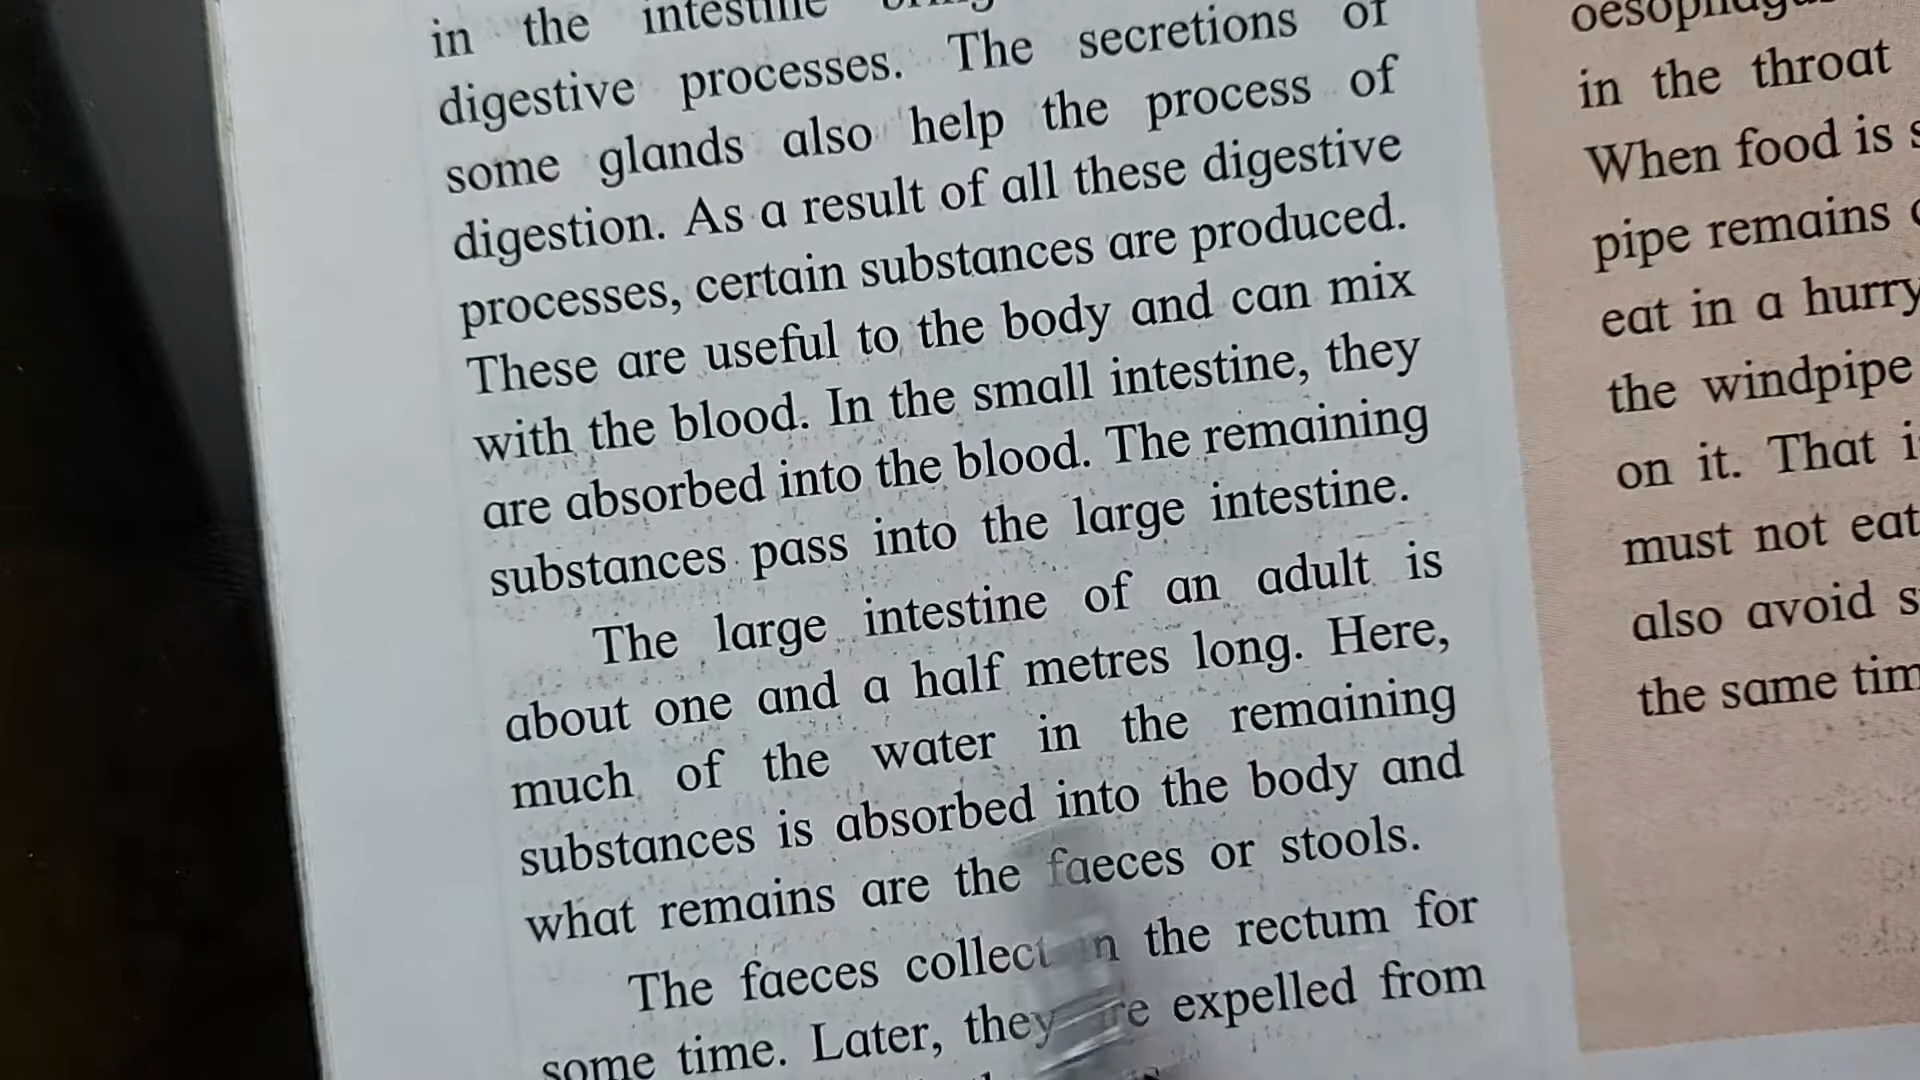 in the intestine
digestive processes. The secretions of
some glands also help the process of
digestion. As a result of all these digestive
processes, certain substances are produced.
These are useful to the body and can mix
with the blood. In the small intestine, they
are absorbed into the blood. The remaining
substances pass into the large intestine.
The large intestine of an adult is
about one and a half metres long. Here,
much of the water in the remaining
substances is absorbed into the body and
what remains are the faeces or stools.
The faeces collect in the rectum for
some time. Later, they are expelled from
in the throat
When food is
pipe remains
eat in a hurry
the windpipe
on it. That
must not eat
also avoid
the same